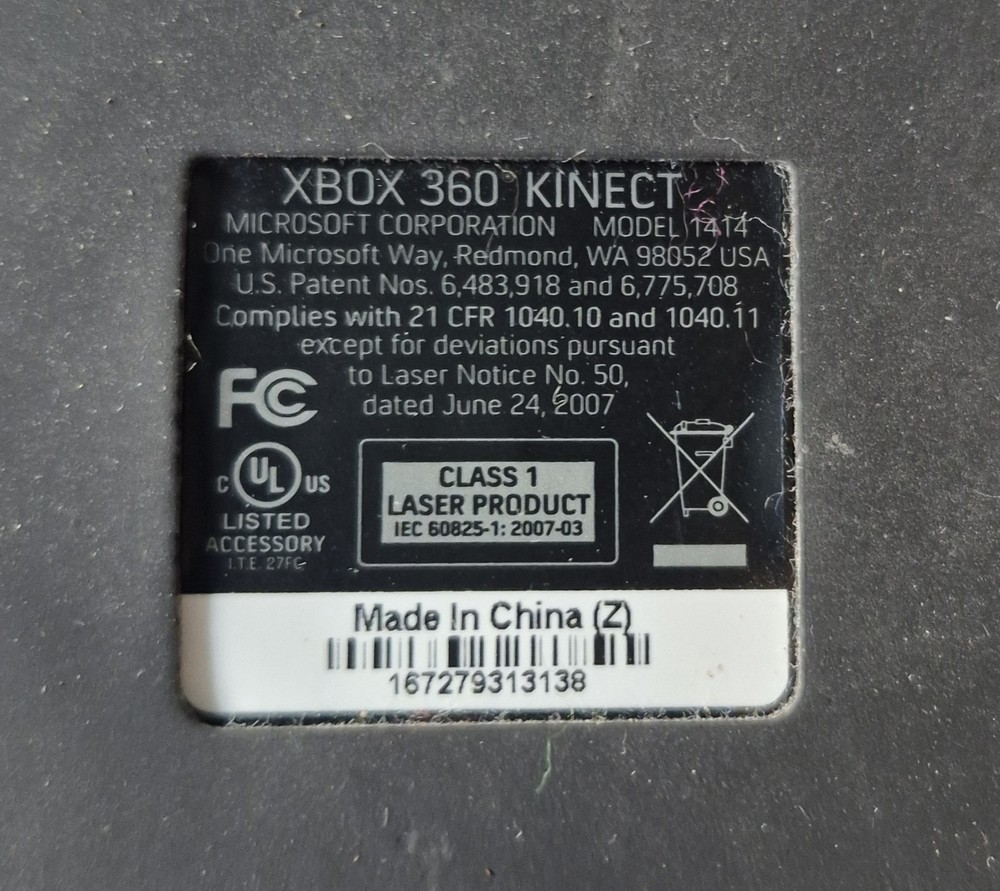 XBOX 360 KINECT
MICROSOFT CORPORATION MODEL 1414
One Microsoft Way, Redmond, WA 98052 USA
U.S. Patent Nos. 6,483,918 and 6,775,708
Complies with 21 CFR 1040.10 and 1040.11
except for deviations pursuant
to Laser Notice No. 50,
dated June 24, 2007
FC
C UL US
LISTED
ACCESSORY
I.T.E. 27FC
CLASS 1
LASER PRODUCT
IEC 60825-1: 2007-03
Made In China (Z)
167279313138